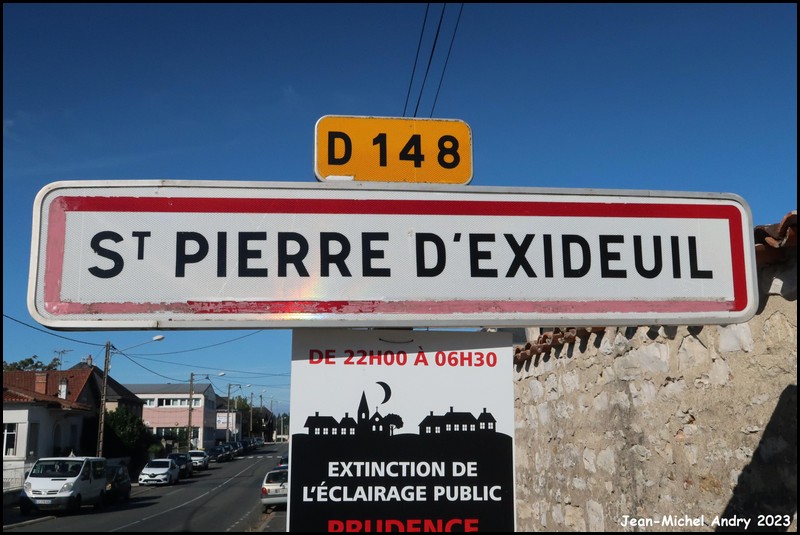 D 148
ST PIERRE D'EXIDEUIL
DE 22H00 À 06H30
EXTINCTION DE
L'ÉCLAIRAGE PUBLIC
PRUDENCE
Jean-Michel Andry 2023